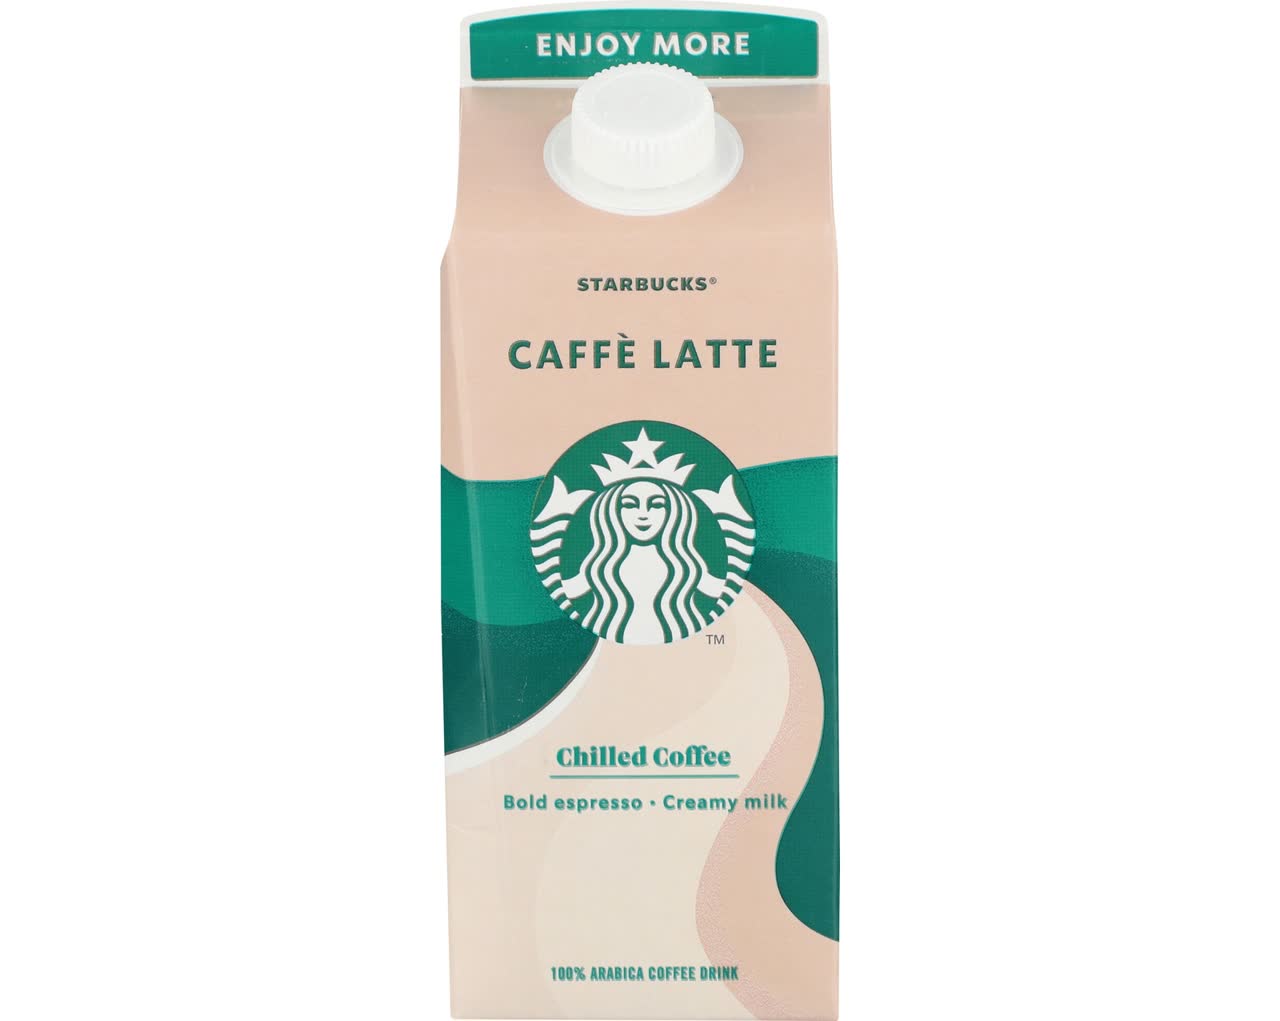 ENJOY MORE
STARBUCKS®
CAFFÈ LATTE
TM
Chilled Coffee
Bold espresso • Creamy milk
100% ARABICA COFFEE DRINK